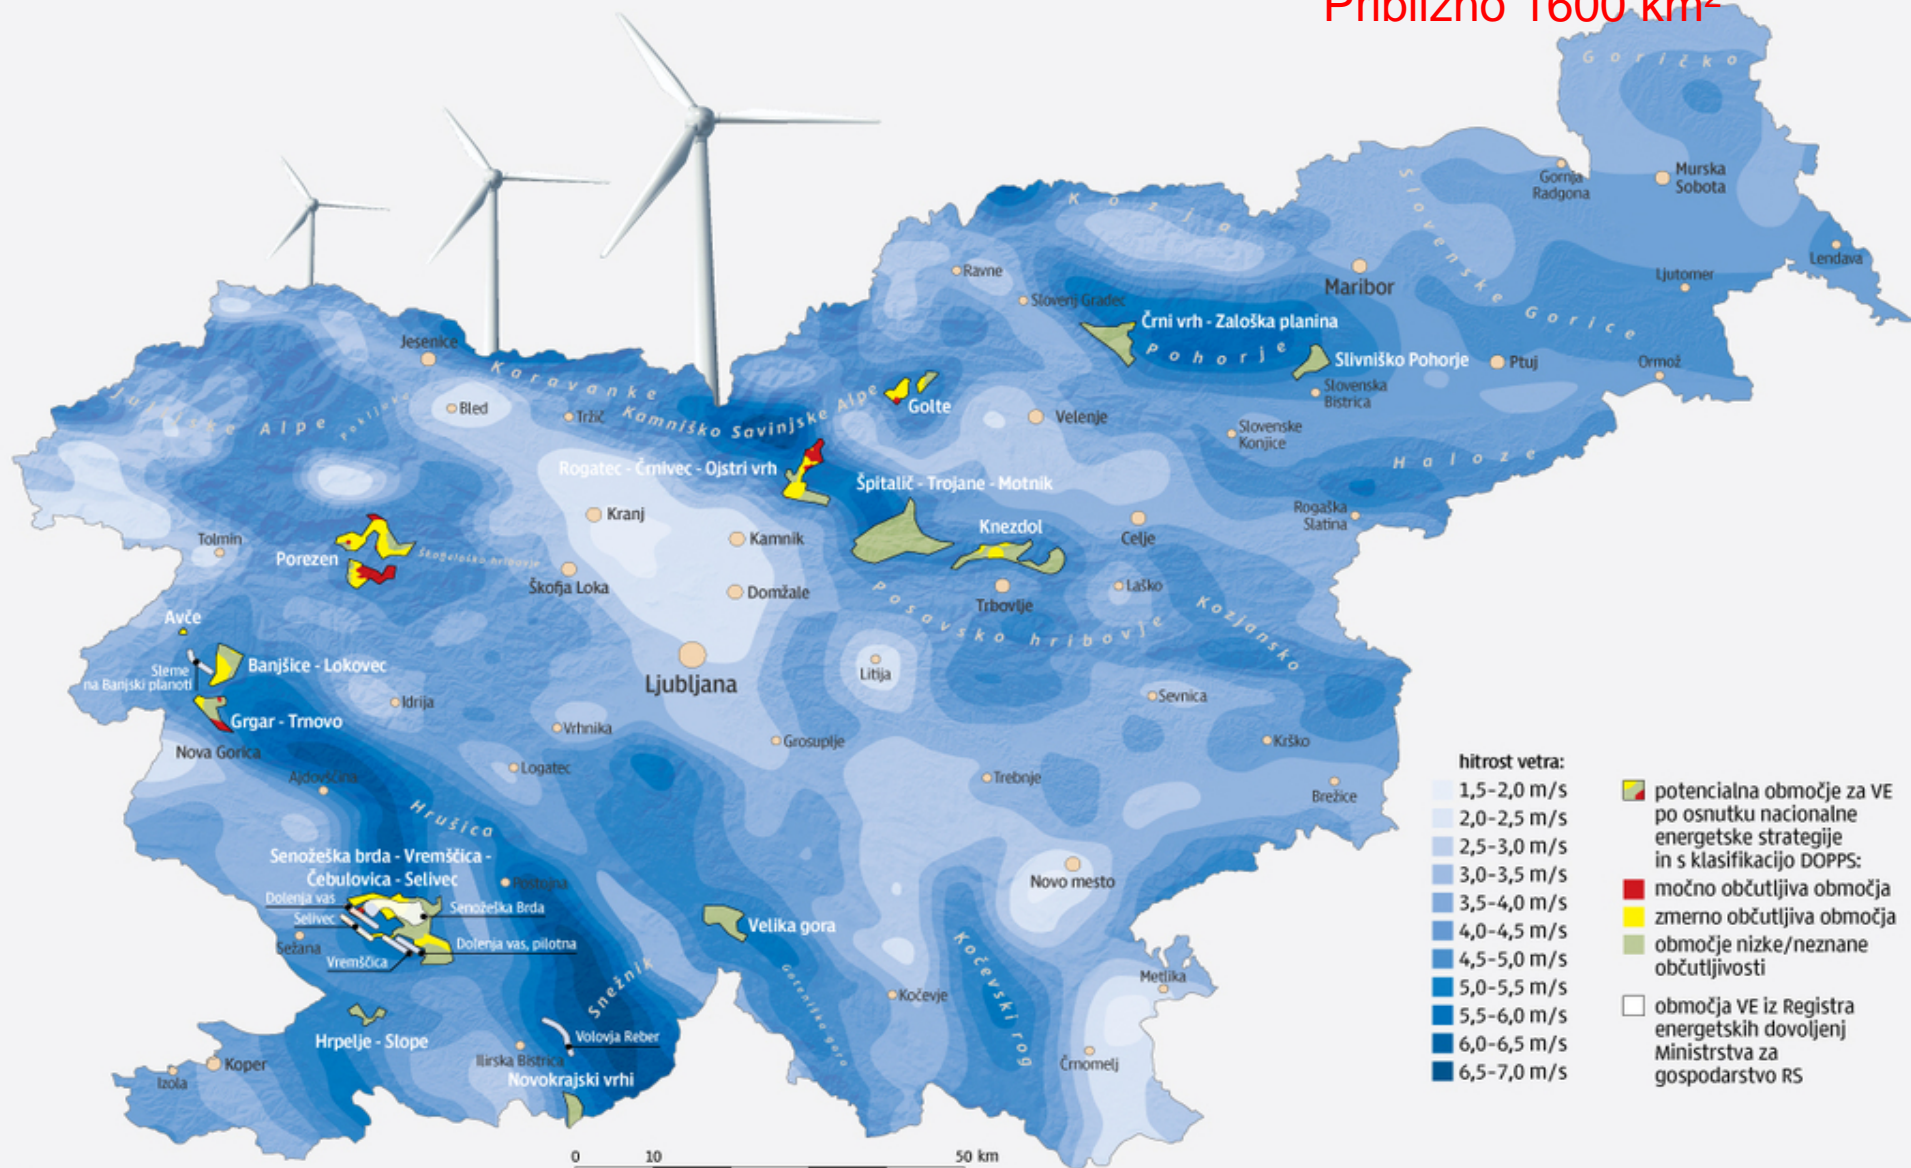 Približno 1600 km²
Goričko
Gornja
Radgona
Murska
Sobota
Slovenske Gorice
Lendava
Ljutomer
Kozjak
Ravne
Slovenj Gradec
Maribor
Črni vrh - Zaloška planina
Pohorje
Slivniško Pohorje
Ptuj
Ormož
Slovenska
Bistrica
Jesenice
Karavanke
Julijske Alpe
Pokljuka
Bled
Tržič
Kamniško Savinjske Alpe
Golte
Velenje
Slovenske
Konjice
Haloze
Rogatec - Črnivec - Ojstri vrh
Špitalič - Trojane - Motnik
Rogaška
Slatina
Kranj
Kamnik
Knezdol
Celje
Tolmin
Porezen
Škofjeloško hribovje
Škofja Loka
Domžale
Trbovlje
Laško
Posavsko hribovje
Kozjansko
Avče
Sleme
na Banjski planoti
Banjšice - Lokovec
Ljubljana
Litija
Sevnica
Idrija
Grgar - Trnovo
Vrhnika
Grosuplje
Krško
Nova Gorica
Ajdovščina
Logatec
Trebnje
Brežice
Hrušica
Senožeška brda - Vremščica -
Čebulovica - Selivec
Postojna
Novo mesto
Dolenja vas
Senožeška Brda
Selivec
Velika gora
Sežana
Dolenja vas, pilotna
Vremščica
Snežnik
Goteniška gora
Kočevje
Kočevski rog
Metlika
Hrpelje - Slope
Volovja Reber
Koper
Izola
Ilirska Bistrica
Novokrajski vrhi
Črnomelj
0 10 50 km
hitrost vetra:
1,5-2,0 m/s
2,0-2,5 m/s
2,5-3,0 m/s
3,0-3,5 m/s
3,5-4,0 m/s
4,0-4,5 m/s
4,5-5,0 m/s
5,0-5,5 m/s
5,5-6,0 m/s
6,0-6,5 m/s
6,5-7,0 m/s
potencialna območje za VE
po osnutku nacionalne
energetske strategije
in s klasifikacijo DOPPS:
močno občutljiva območja
zmerno občutljiva območja
območje nizke/neznane
občutljivosti
območja VE iz Registra
energetskih dovoljenj
Ministrstva za
gospodarstvo RS